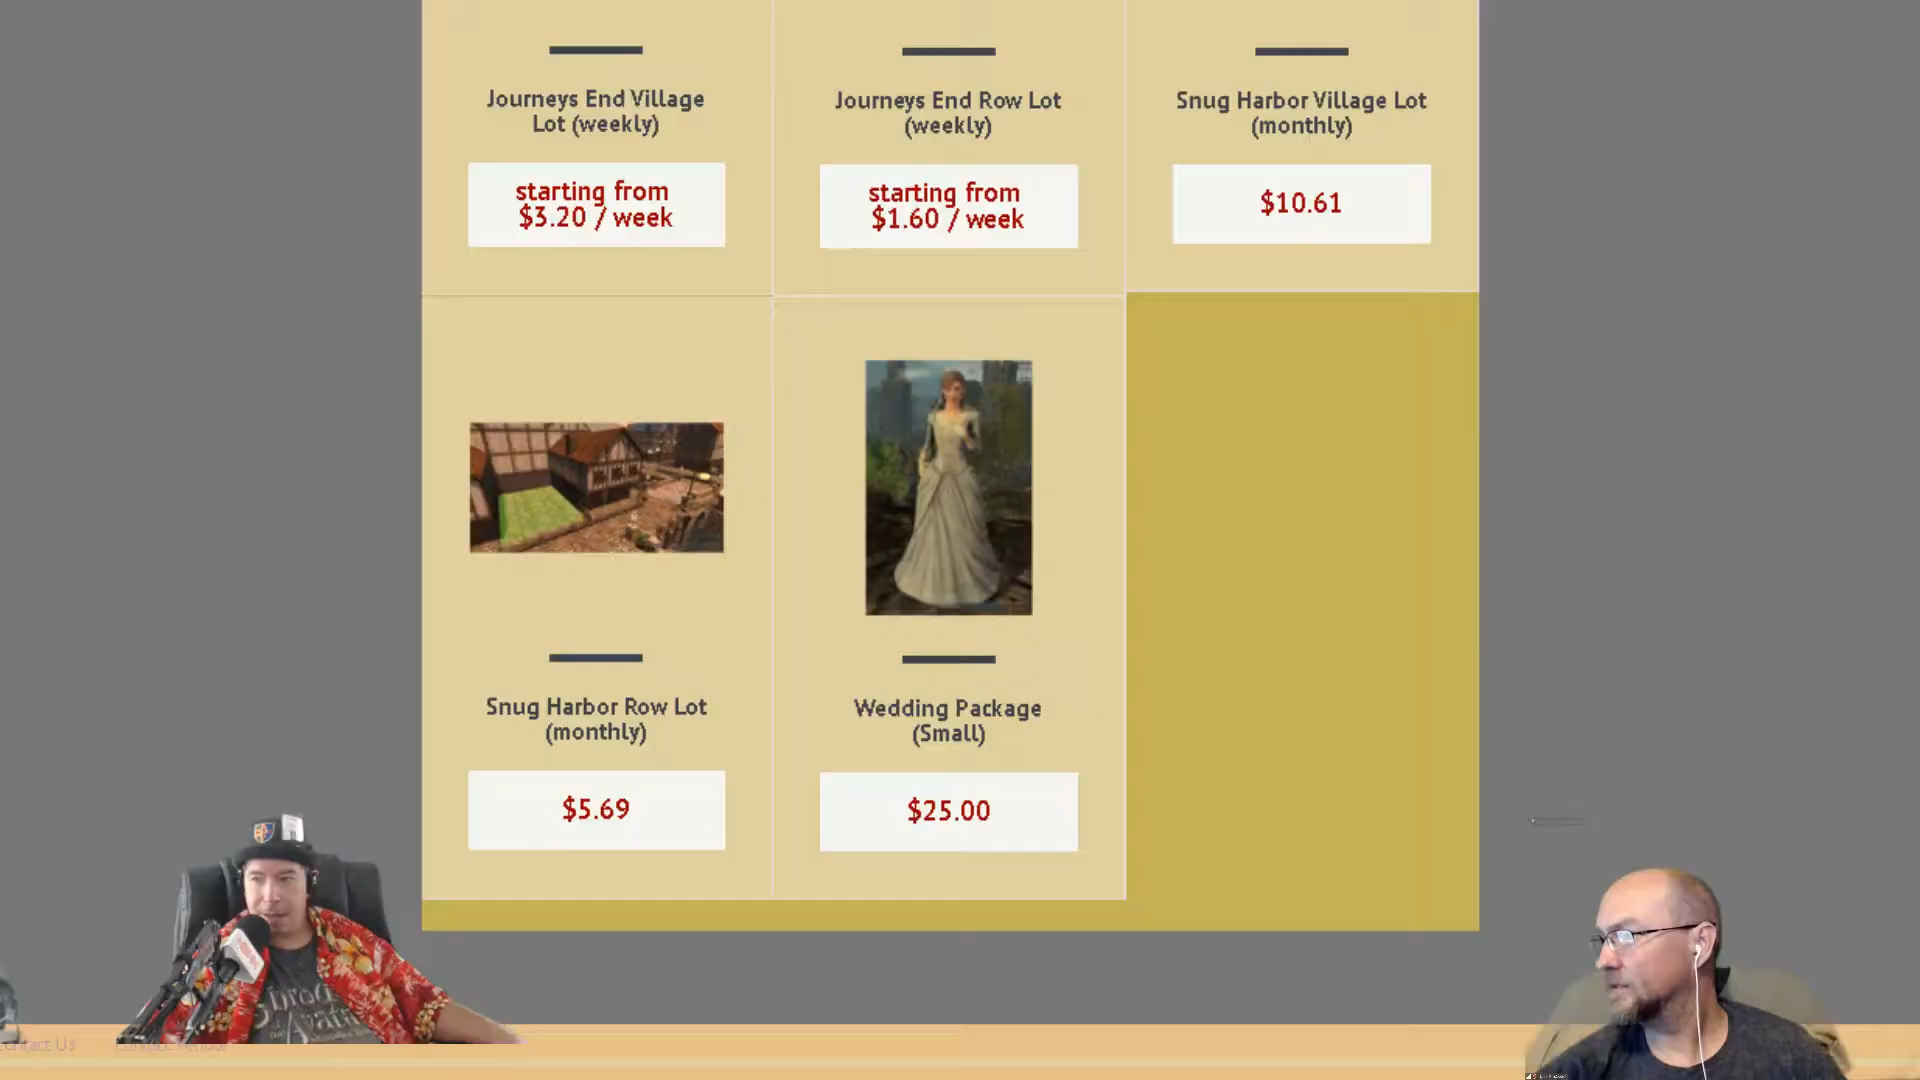 Journeys End Village
Lot (weekly)
starting from
$3.20 / week
Journeys End Row Lot
(weekly)
starting from
$1.60 / week
Snug Harbor Village Lot
(monthly)
$10.61
Snug Harbor Row Lot
(monthly)
$5.69
Wedding Package
(Small)
$25.00
Contact Us